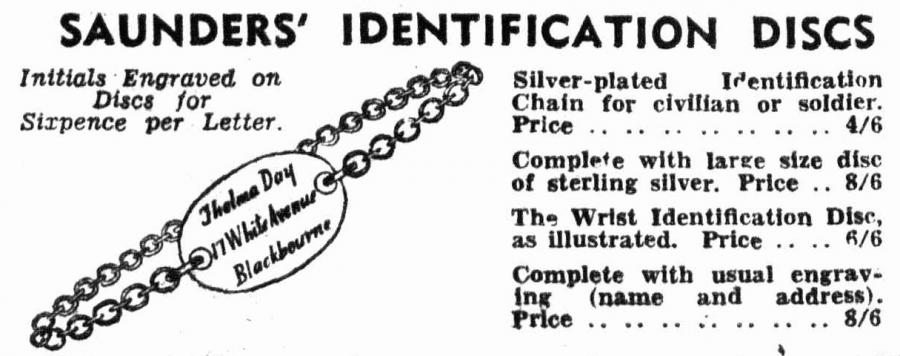 SAUNDERS' IDENTIFICATION DISCS
Initials Engraved on
Discs for
Sixpence per Letter.
Thelma Day
17 White Avenue
Blackbourne
Silver-plated Identification
Chain for civilian or soldier.
Price .. .. .. .. .. .. .. 4/6
Complete with large size disc
of sterling silver. Price .. 8/6
The Wrist Identification Disc,
as illustrated. Price .. .. 6/6
Complete with usual engrav-
ing (name and address).
Price .. .. .. .. .. .. .. 8/6